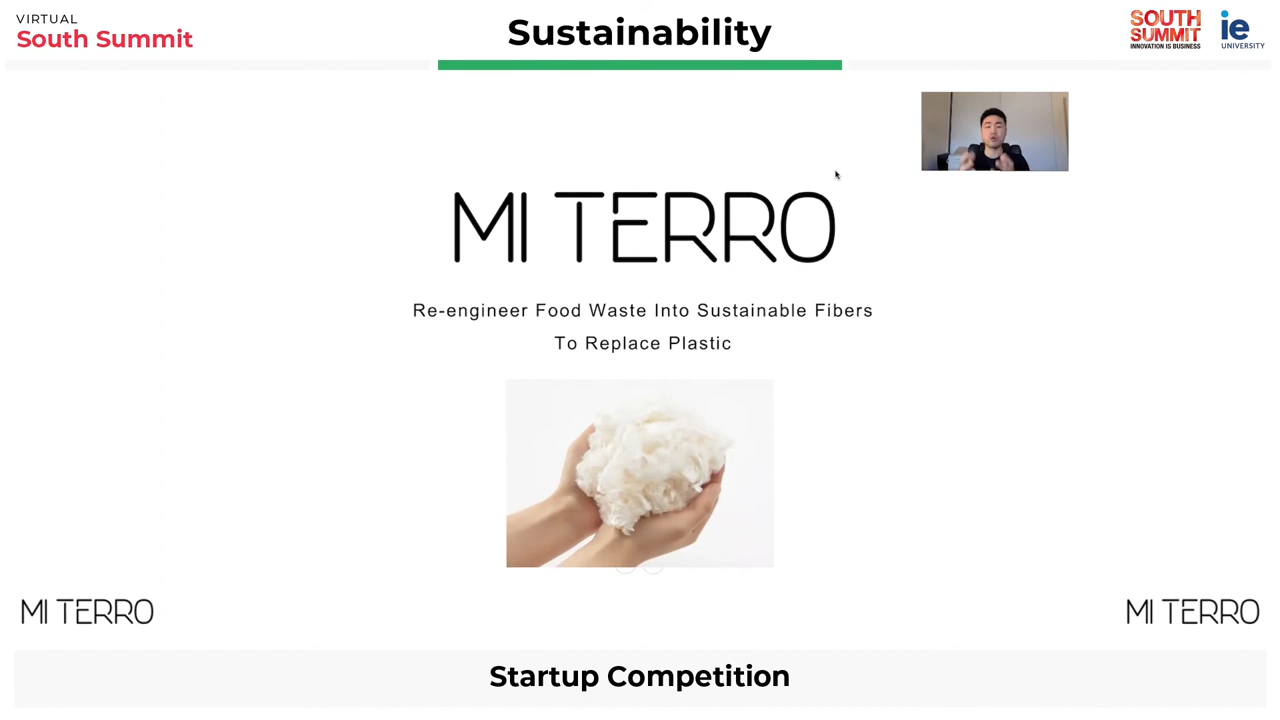 VIRTUAL
South Summit
Sustainability
SOUTH
SUMMIT
INNOVATION IS BUSINESS
ie
UNIVERSITY
MI TERRO
Re-engineer Food Waste Into Sustainable Fibers
To Replace Plastic
MI TERRO
MI TERRO
Startup Competition